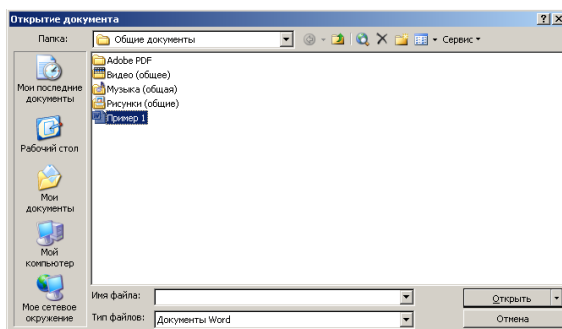 Открытие документа
Папка:
Общие документы
Сервис
Мои последние
документы
Рабочий стол
Мои
документы
Мой
компьютер
Мое сетевое
окружение
Adobe PDF
Видео (общее)
Музыка (общая)
Рисунки (общие)
Пример 1
Имя файла:
Открыть
Тип файлов:
Документы Word
Отмена